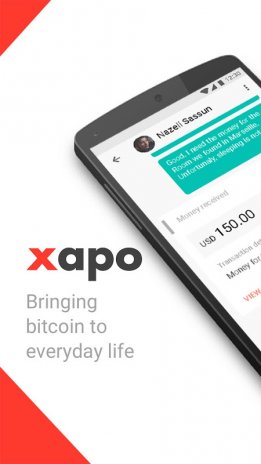 12:30
Nazeli Sassun
Good, I need the money for the
Room we found in Marseille.
Unfortunaly, sleeping is not
Money received
USD 150.00
Transaction de
Money for
VIEW
xapo
Bringing
bitcoin to
everyday life